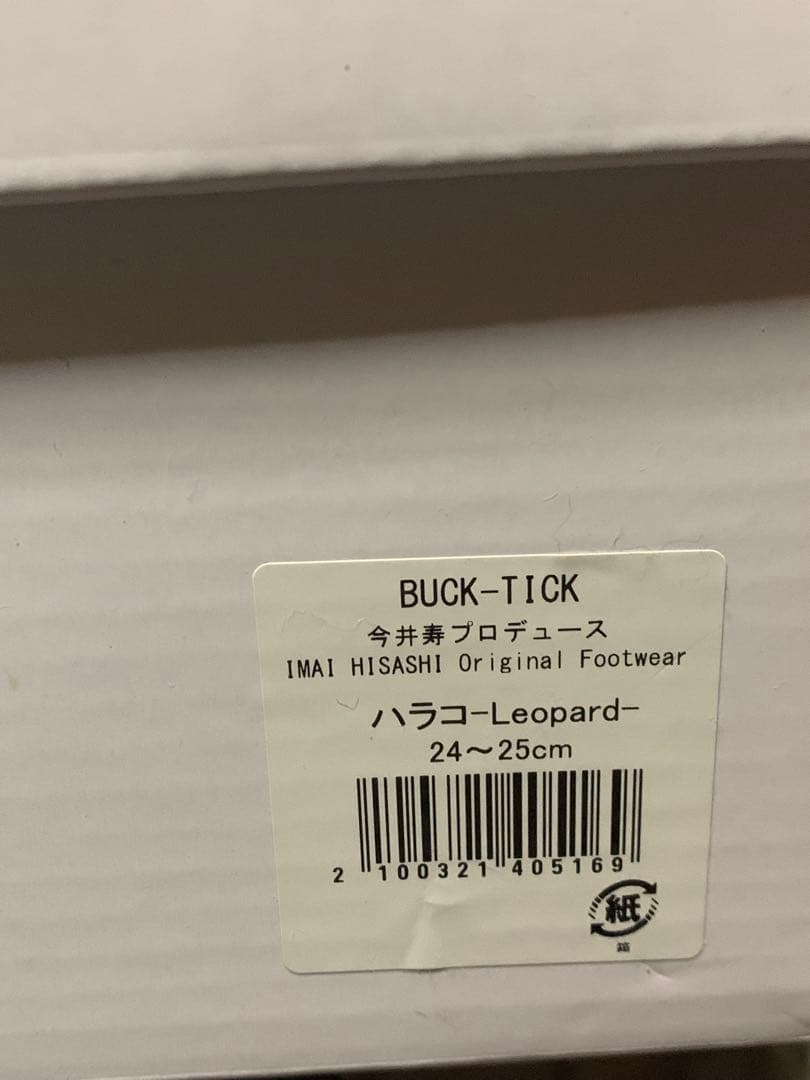 BUCK-TICK
今井寿プロデュース
IMAI HISASHI Original Footwear
ハラコ-Leopard-
24～25cm
2 100321 405169
紙
箱